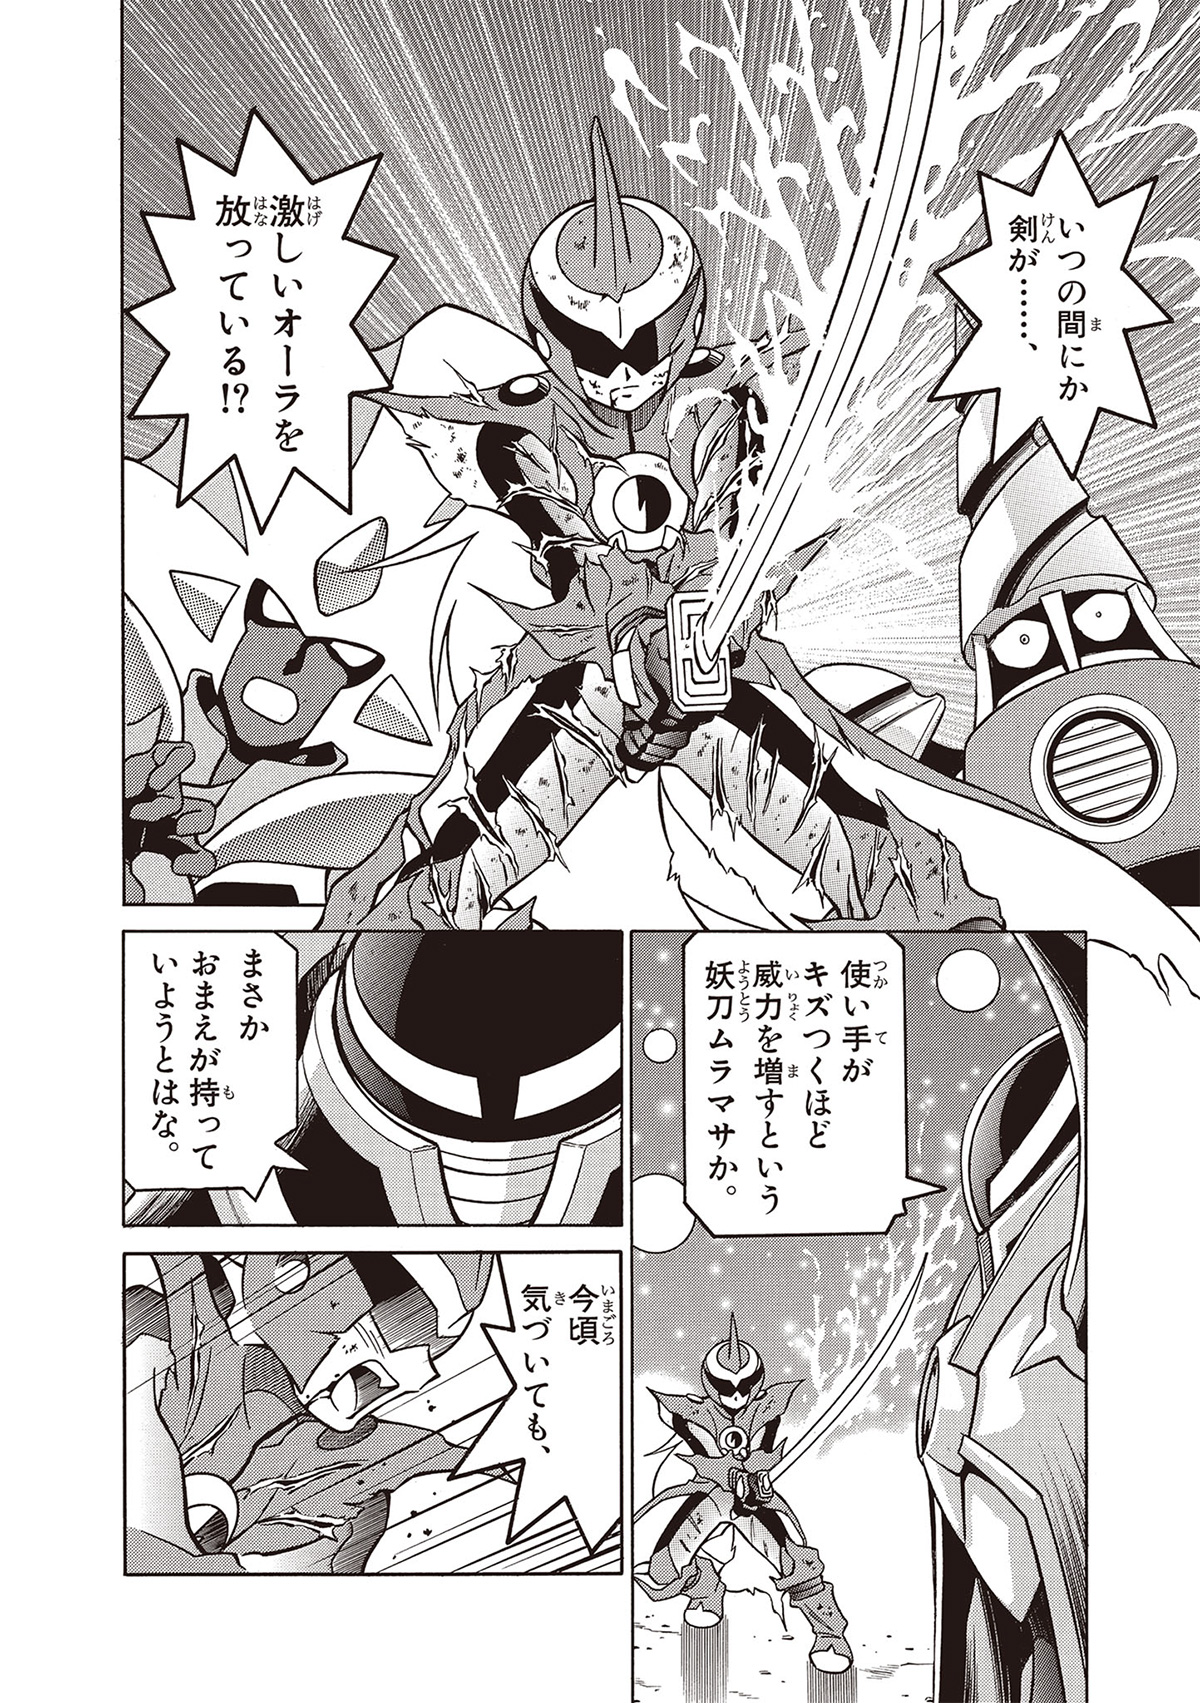 いつの間にか
剣が……、
激しいオーラを
放っている!?
使い手が
キズつくほど
威力を増すという
妖刀ムラマサか。
まさか
おまえが持って
いようとはな。
今頃
気づいても、